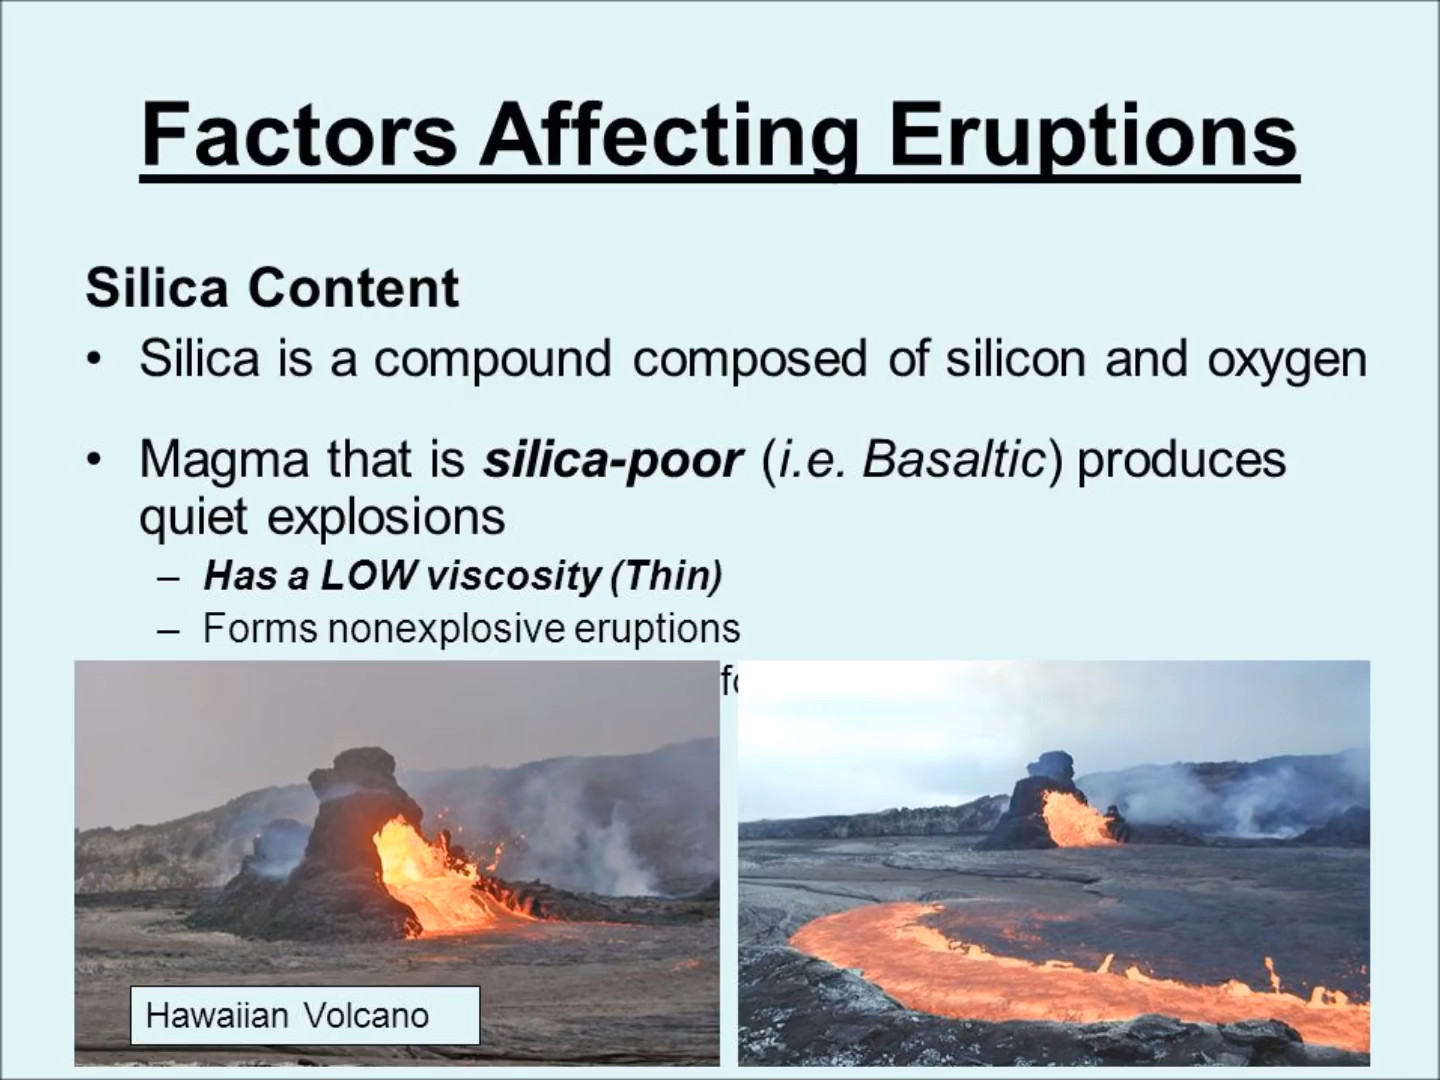 Factors Affecting Eruptions
Silica Content
• Silica is a compound composed of silicon and oxygen
• Magma that is silica-poor (i.e. Basaltic) produces
quiet explosions
– Has a LOW viscosity (Thin)
– Forms nonexplosive eruptions
Hawaiian Volcano